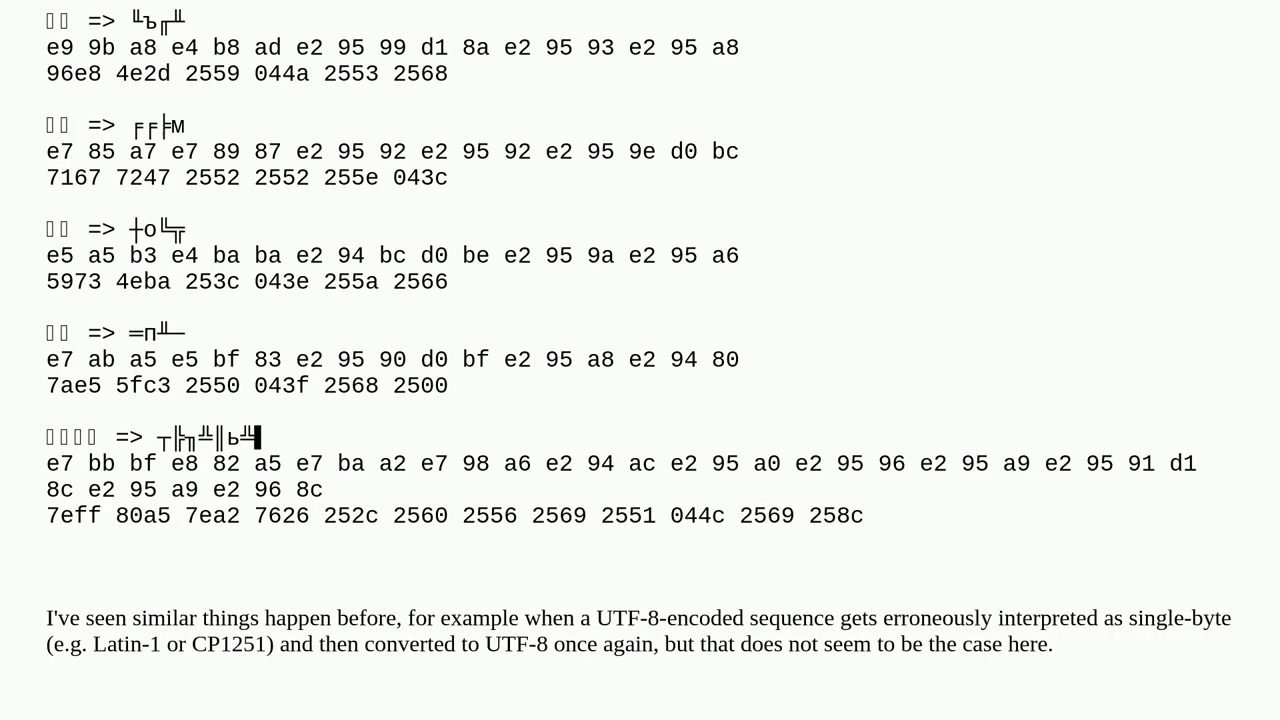 => ╙ъ╓╨
e9 9b a8 e4 b8 ad e2 95 99 d1 8a e2 95 93 e2 95 a8
96e8 4e2d 2559 044a 2553 2568
=> ╒╒╞м
e7 85 a7 e7 89 87 e2 95 92 e2 95 92 e2 95 9e d0 bc
7167 7247 2552 2552 255e 043c
=> ┼о╚╦
e5 a5 b3 e4 ba ba e2 94 bc d0 be e2 95 9a e2 95 a6
5973 4eba 253c 043e 255a 2566
=> ═п╨─
e7 ab a5 e5 bf 83 e2 95 90 d0 bf e2 95 a8 e2 94 80
7ae5 5fc3 2550 043f 2568 2500
=> ┬╠╖╩║ь╩▌
e7 bb bf e8 82 a5 e7 ba a2 e7 98 a6 e2 94 ac e2 95 a0 e2 95 96 e2 95 a9 e2 95 91 d1
8c e2 95 a9 e2 96 8c
7eff 80a5 7ea2 7626 252c 2560 2556 2569 2551 044c 2569 258c
I've seen similar things happen before, for example when a UTF-8-encoded sequence gets erroneously interpreted as single-byte
(e.g. Latin-1 or CP1251) and then converted to UTF-8 once again, but that does not seem to be the case here.